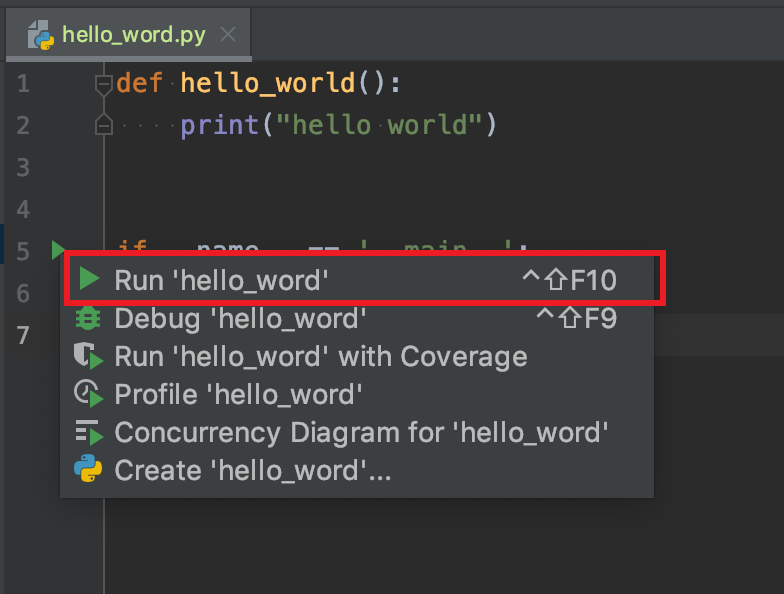 hello_word.py
1 def hello_world():
2 print("hello world")
3
4
5 if __name__ == '__main__':
6 Run 'hello_word' ^⇧F10
Debug 'hello_word' ^⇧F9
7 Run 'hello_word' with Coverage
Profile 'hello_word'
Concurrency Diagram for 'hello_word'
Create 'hello_word'...